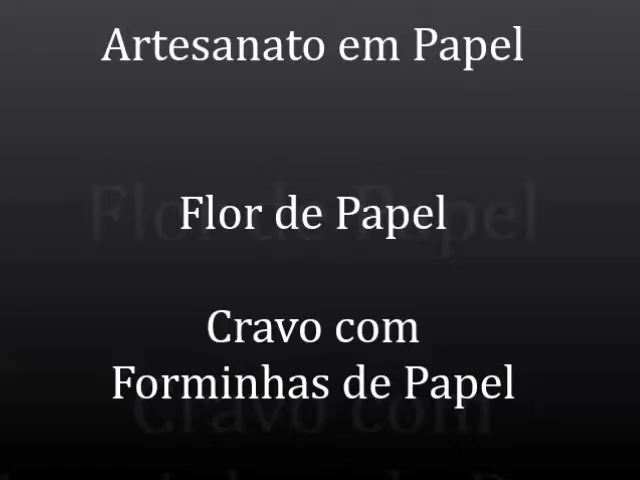 Artesanato em Papel
Flor de Papel
Cravo com
Forminhas de Papel